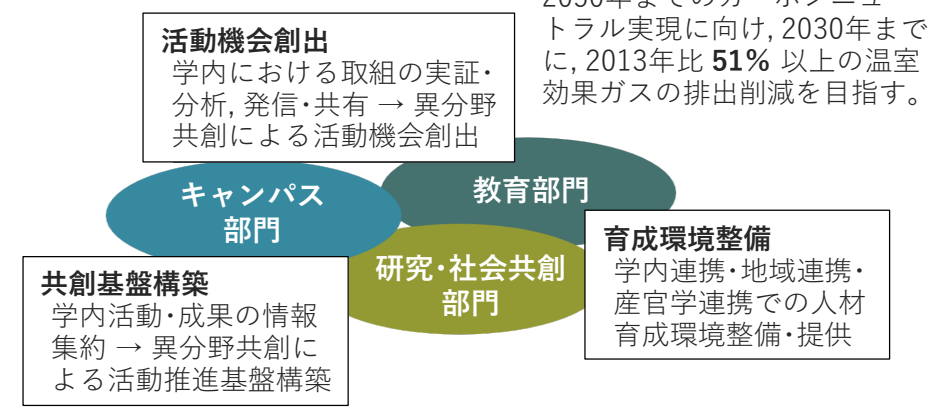 トラル実現に向け, 2030年まで
に, 2013年比 51% 以上の温室
効果ガスの排出削減を目指す。
活動機会創出
学内における取組の実証・
分析, 発信・共有 → 異分野
共創による活動機会創出
キャンパス
部門
教育部門
研究・社会共創
部門
育成環境整備
学内連携・地域連携・
産官学連携での人材
育成環境整備・提供
共創基盤構築
学内活動・成果の情報
集約 → 異分野共創に
よる活動推進基盤構築